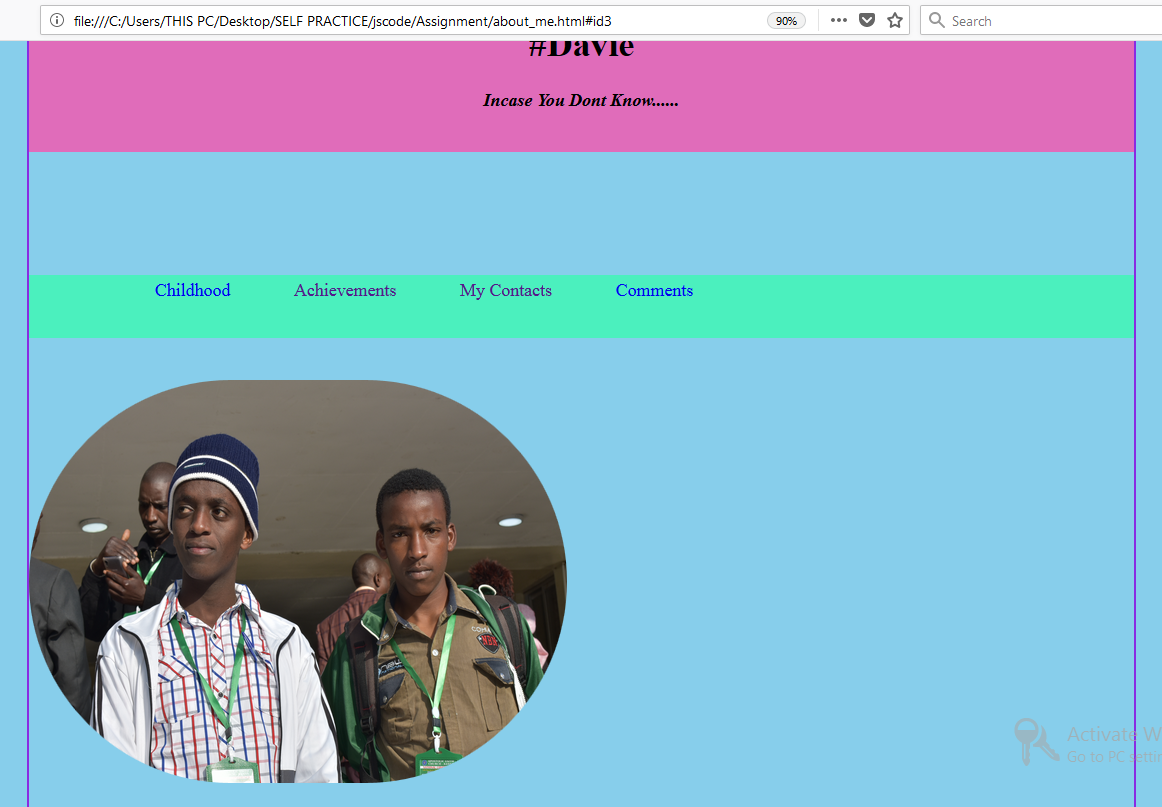 file:///C:/Users/THIS PC/Desktop/SELF PRACTICE/jscode/Assignment/about_me.html#id3
90%
Search
#Davie
Incase You Dont Know......
Childhood Achievements My Contacts Comments
Activate W
Go to PC settin